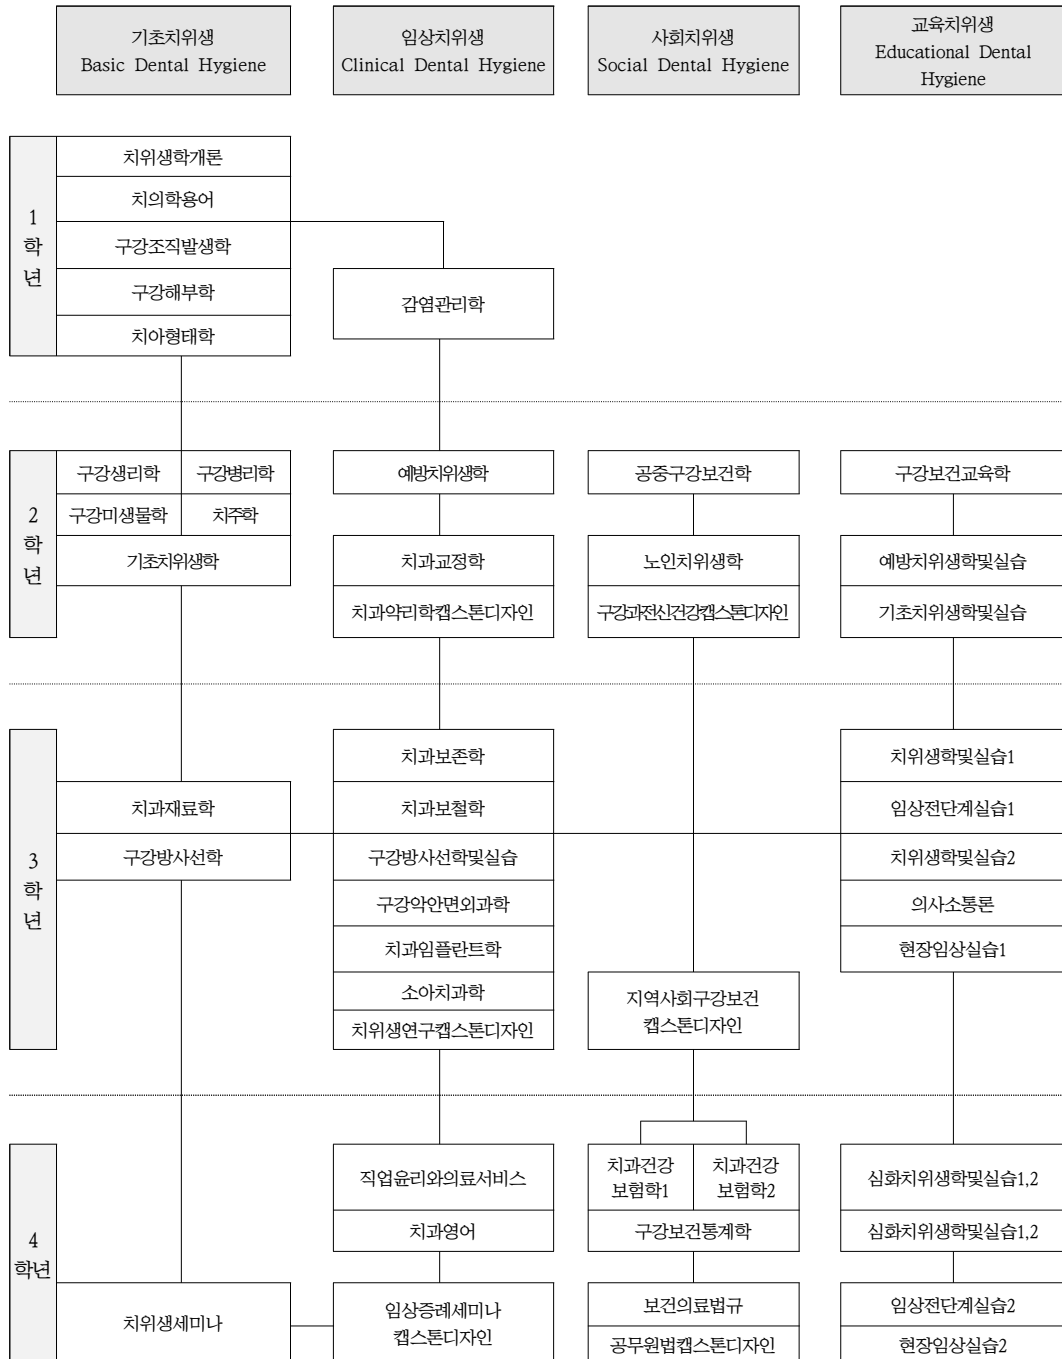 기초치위생
Basic Dental Hygiene
임상치위생
Clinical Dental Hygiene
사회치위생
Social Dental Hygiene
교육치위생
Educational Dental
Hygiene
1
학
년
치위생학개론
치의학용어
구강조직발생학
구강해부학
치아형태학
감염관리학
2
학
년
구강생리학
구강병리학
구강미생물학
치주학
기초치위생학
예방치위생학
치과교정학
치과약리학캡스톤디자인
공중구강보건학
노인치위생학
구강과전신건강캡스톤디자인
구강보건교육학
예방치위생학및실습
기초치위생학및실습
3
학
년
치과재료학
구강방사선학
치과보존학
치과보철학
구강방사선학및실습
구강악안면외과학
치과임플란트학
소아치과학
치위생연구캡스톤디자인
지역사회구강보건
캡스톤디자인
치위생학및실습1
임상전단계실습1
치위생학및실습2
의사소통론
현장임상실습1
4
학년
치위생세미나
직업윤리와의료서비스
치과영어
임상증례세미나
캡스톤디자인
치과건강
보험학1
치과건강
보험학2
구강보건통계학
보건의료법규
공무원법캡스톤디자인
심화치위생학및실습1,2
심화치위생학및실습1,2
임상전단계실습2
현장임상실습2